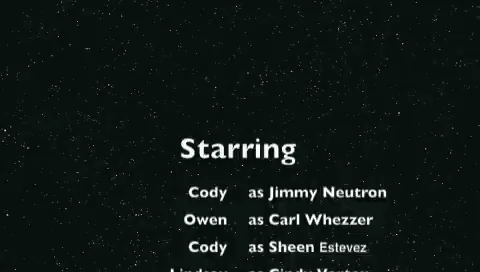 Starring
Cody as Jimmy Neutron
Owen as Carl Whezzer
Cody as Sheen Estevez